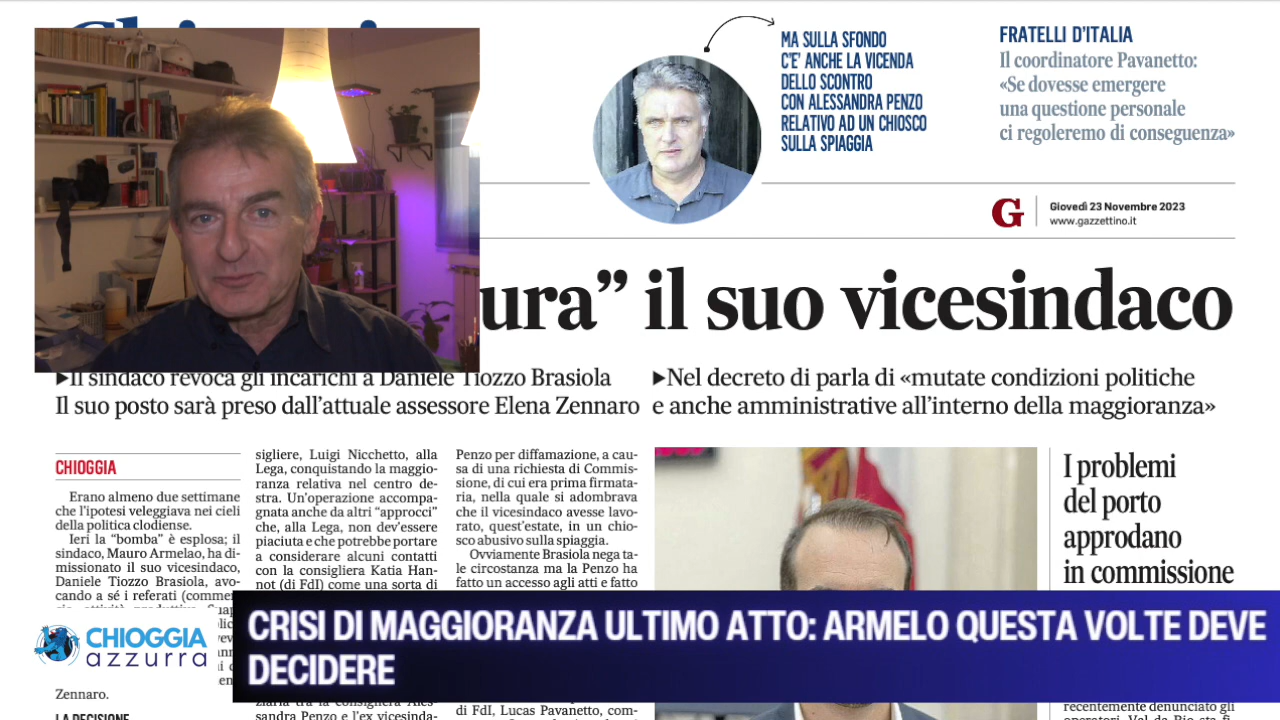 MA SULLA SFONDO
C'E' ANCHE LA VICENDA
DELLO SCONTRO
CON ALESSANDRA PENZO
RELATIVO AD UN CHIOSCO
SULLA SPIAGGIA
FRATELLI D'ITALIA
Il coordinatore Pavanetto:
«Se dovesse emergere
una questione personale
ci regoleremo di conseguenza»
G
Giovedì 23 Novembre 2023
www.gazzettino.it
ura” il suo vicesindaco
▶Il sindaco revoca gli incarichi a Daniele Tiozzo Brasiola
Il suo posto sarà preso dall'attuale assessore Elena Zennaro
▶Nel decreto di parla di «mutate condizioni politiche
e anche amministrative all'interno della maggioranza»
CHIOGGIA
Erano almeno due settimane
che l'ipotesi veleggiava nei cieli
della politica clodiense.
Ieri la “bomba” è esplosa; il
sindaco, Mauro Armelao, ha di-
missionato il suo vicesindaco,
Daniele Tiozzo Brasiola, avo-
cando a sé i referati (commer-
Zennaro.
LA DECISIONE
sigliere, Luigi Nicchetto, alla
Lega, conquistando la maggio-
ranza relativa nel centro de-
stra. Un'operazione accompa-
gnata anche da altri “approcci”
che, alla Lega, non dev'essere
piaciuta e che potrebbe portare
a considerare alcuni contatti
con la consigliera Katia Han-
not (di FdI) come una sorta di
sandra Penzo e l'ex vicesinda-
Penzo per diffamazione, a cau-
sa di una richiesta di Commis-
sione, di cui era prima firmata-
ria, nella quale si adombrava
che il vicesindaco avesse lavo-
rato, quest'estate, in un chio-
sco abusivo sulla spiaggia.
Ovviamente Brasiola nega ta-
le circostanza ma la Penzo ha
fatto un accesso agli atti e fatto
di FdI, Lucas Pavanetto, com-
I problemi
del porto
approdano
in commissione
recentemente denunciato gli
CHIOGGIA
azzurra
CRISI DI MAGGIORANZA ULTIMO ATTO: ARMELO QUESTA VOLTE DEVE
DECIDERE